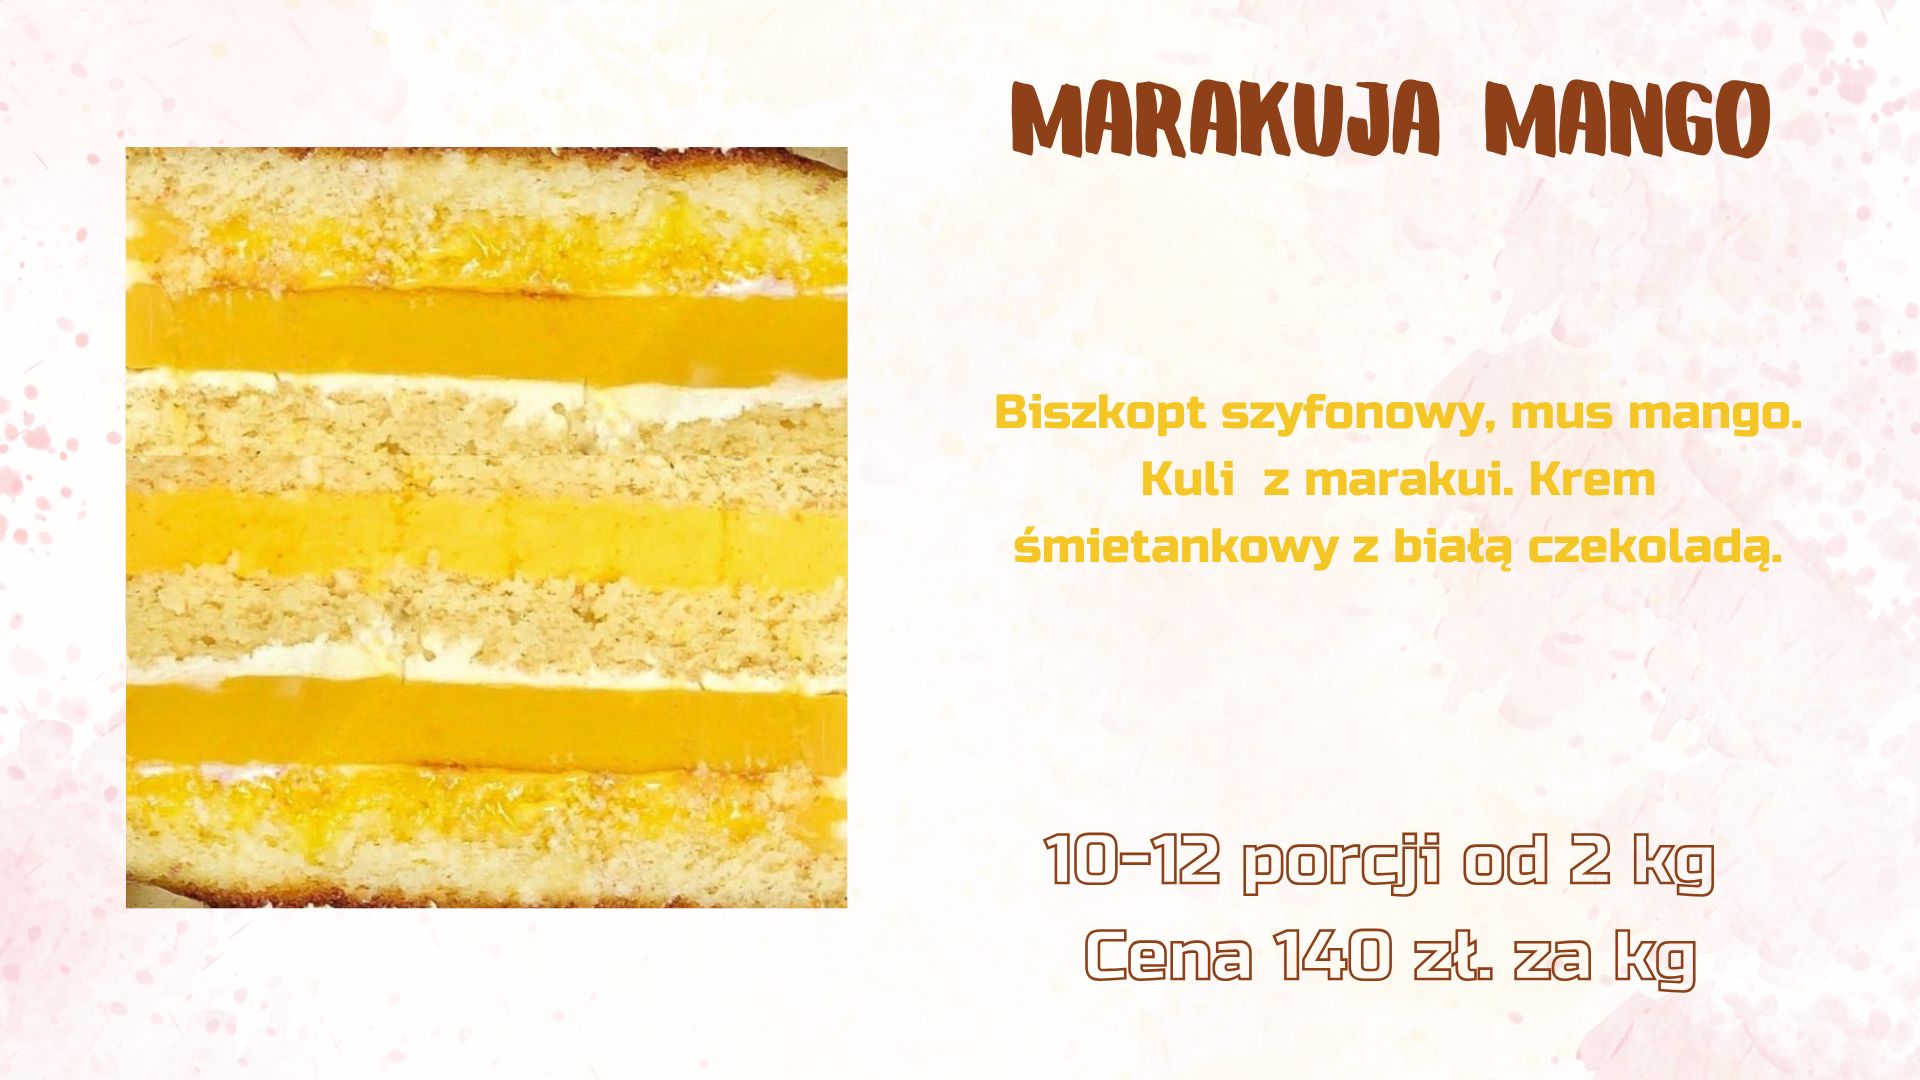 MARAKUJA MANGO
Biszkopt szyfonowy, mus mango.
Kuli z marakui. Krem
śmietankowy z białą czekoladą.
10-12 porcji od 2 kg
Cena 140 zł. za kg